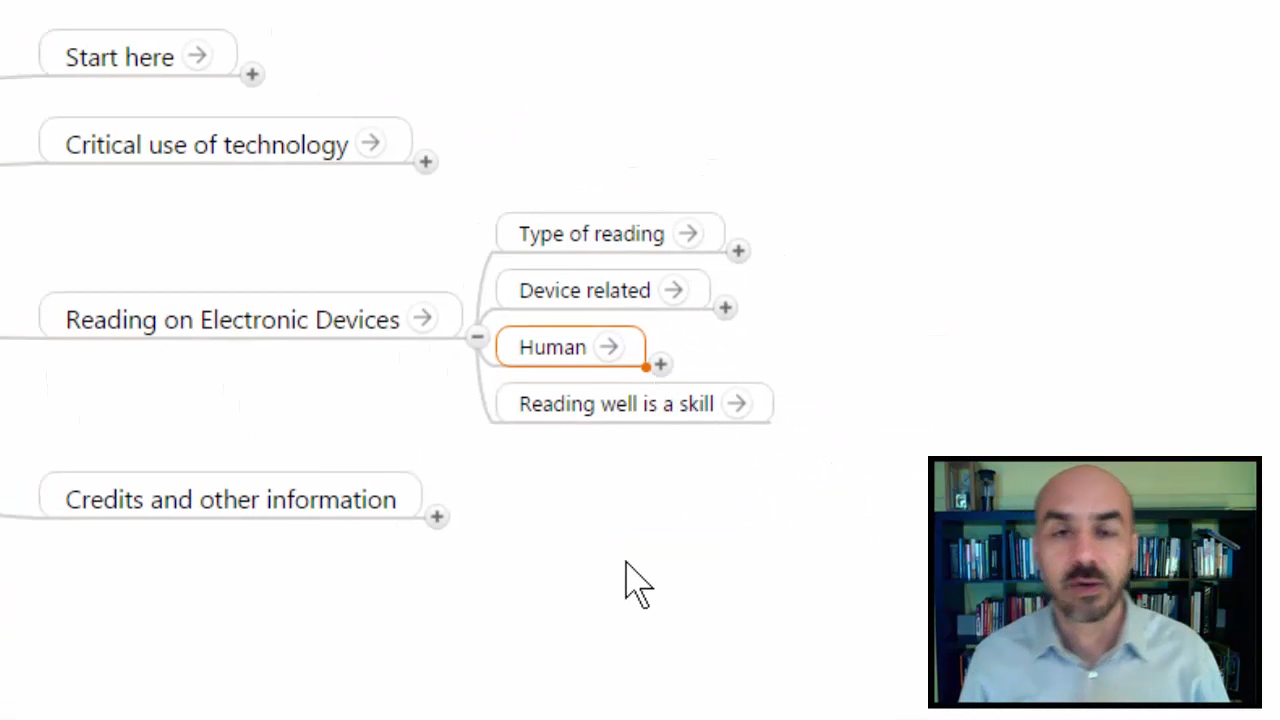 Start here
Critical use of technology
Type of reading
Device related
Reading on Electronic Devices
Human
Reading well is a skill
Credits and other information